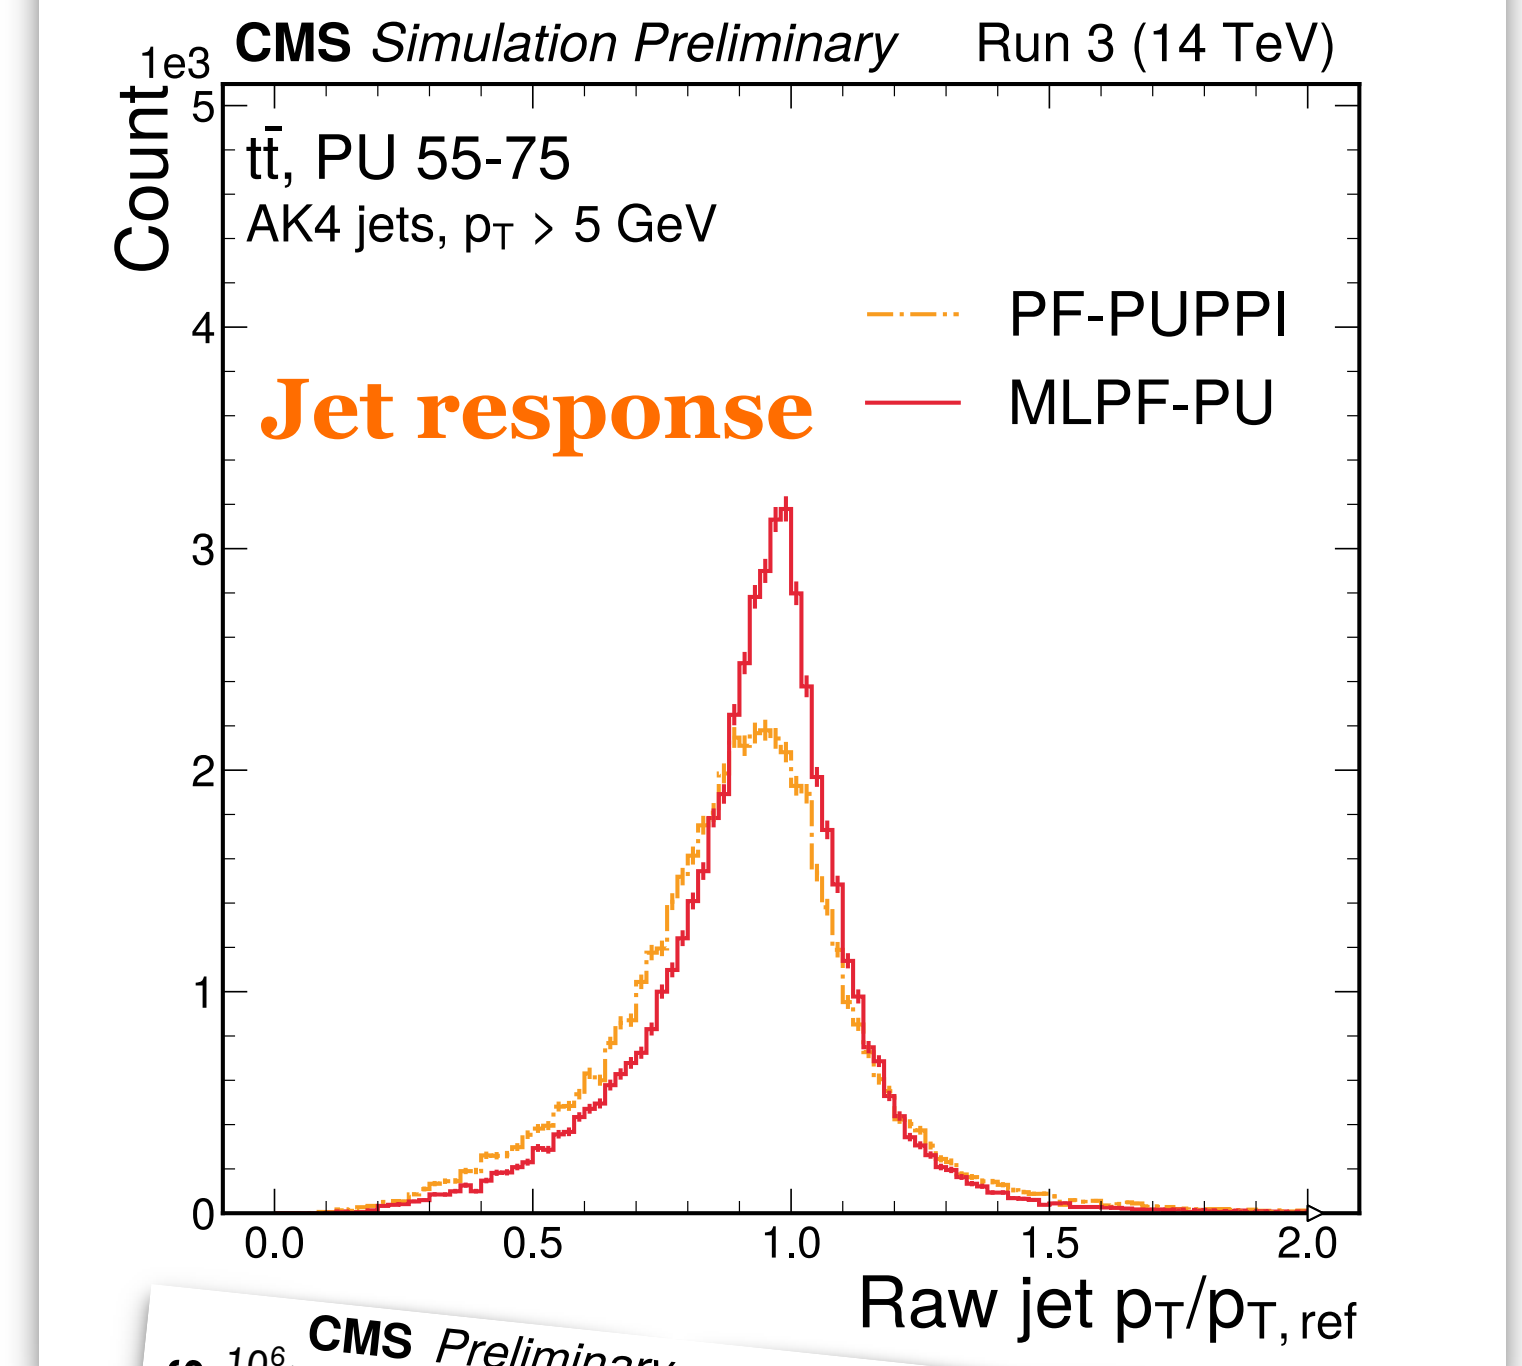 CMS Simulation Preliminary Run 3 (14 TeV)
1e3
Count
5
4
3
2
1
0
tt̄, PU 55-75
AK4 jets, pT > 5 GeV
PF-PUPPI
MLPF-PU
Jet response
0.0 0.5 1.0 1.5 2.0
Raw jet pT/pT, ref
CMS Preliminary
10⁶